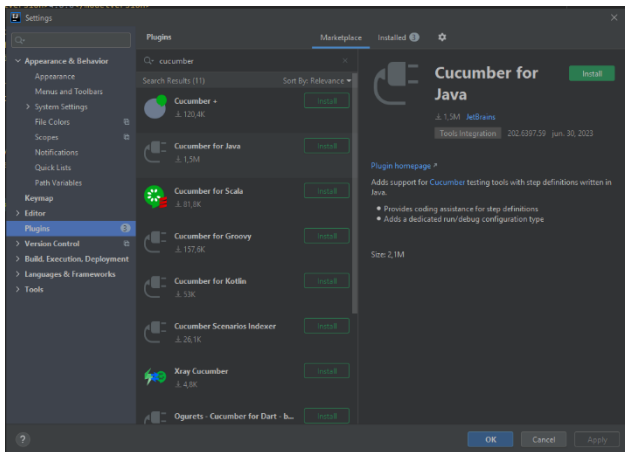 Settings
Q-
Plugins
Marketplace
Installed 3
Appearance & Behavior
Appearance
Menus and Toolbars
System Settings
File Colors
Scopes
Notifications
Quick Lists
Path Variables
Keymap
Editor
Plugins 3
Version Control
Build, Execution, Deployment
Languages & Frameworks
Tools
cucumber
Search Results (11) Sort By: Relevance
Cucumber + Install
120,4K
Cucumber for Java Install
1,5M
Cucumber for Scala Install
81,8K
Cucumber for Groovy Install
157,6K
Cucumber for Kotlin Install
53K
Cucumber Scenarios Indexer Install
26,1K
Xray Cucumber Install
4,8K
Ogurets - Cucumber for Dart - b... Install
Cucumber for
Java
Install
1,5M JetBrains
Tools Integration 202.6397.59 jun. 30, 2023
Plugin homepage
Adds support for Cucumber testing tools with step definitions written in
Java.
• Provides coding assistance for step definitions
• Adds a dedicated run/debug configuration type
Size: 2,1M
?
OK Cancel Apply